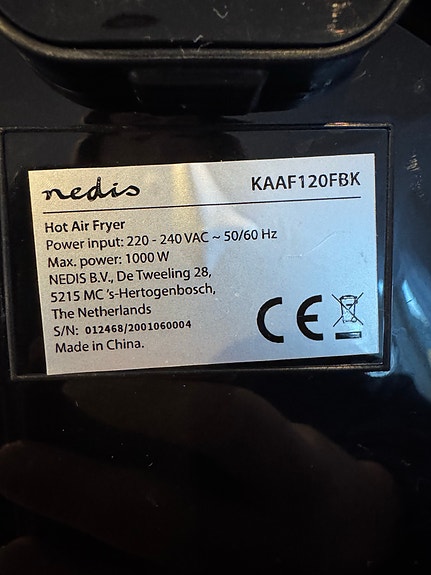 nedis KAAF120FBK
Hot Air Fryer
Power input: 220 - 240 VAC ~ 50/60 Hz
Max. power: 1000 W
NEDIS B.V., De Tweeling 28,
5215 MC 's-Hertogenbosch,
The Netherlands
S/N: 012468/2001060004
Made in China.
CE